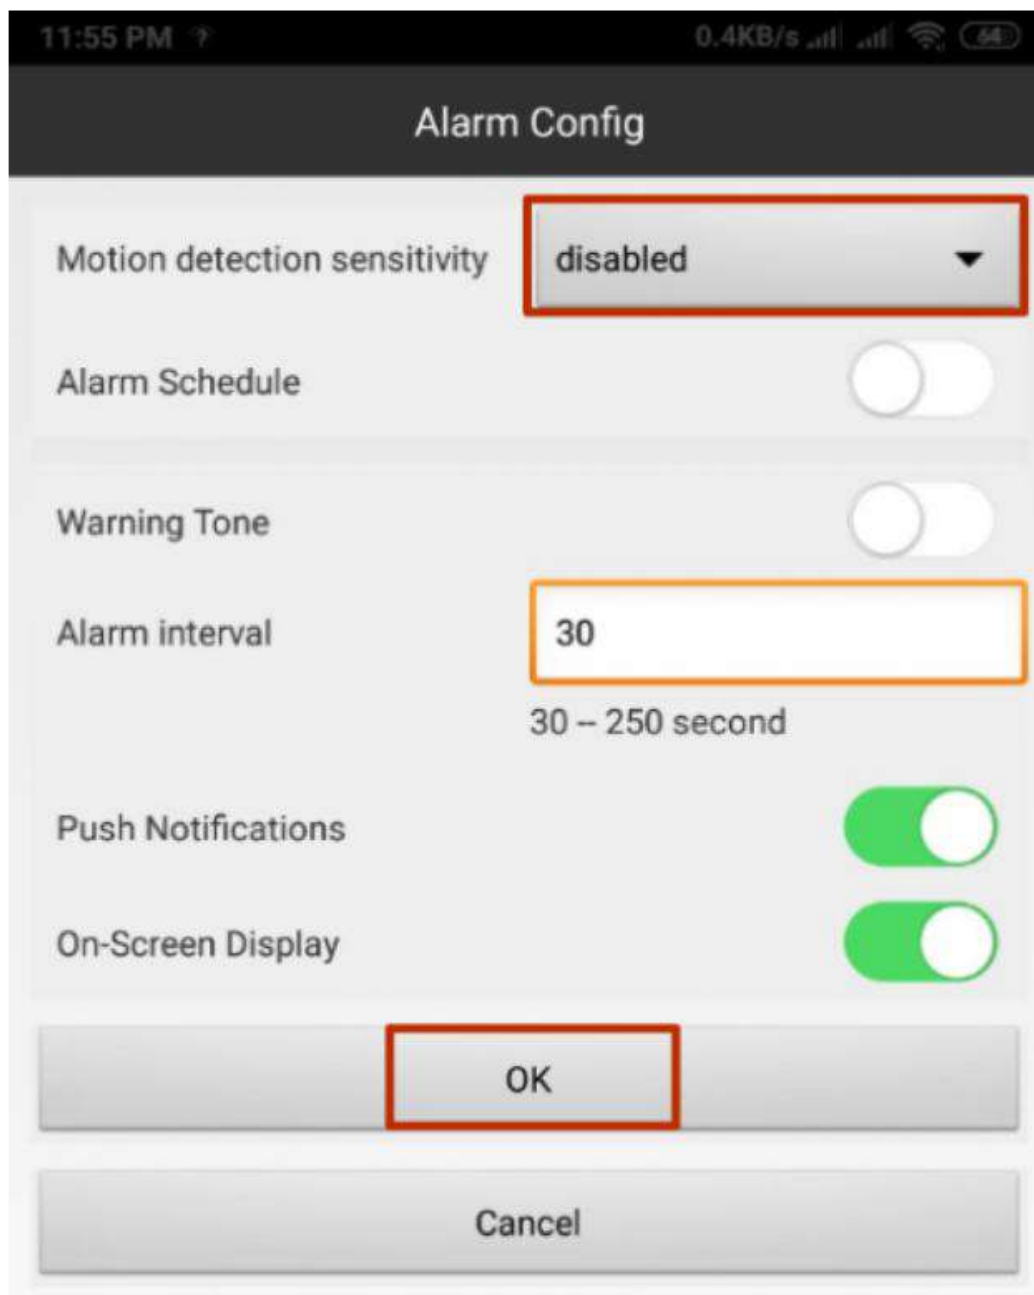 11:55 PM ?
0.4KB/s 64
Alarm Config
Motion detection sensitivity disabled
Alarm Schedule
Warning Tone
Alarm interval 30
30 – 250 second
Push Notifications
On-Screen Display
OK
Cancel